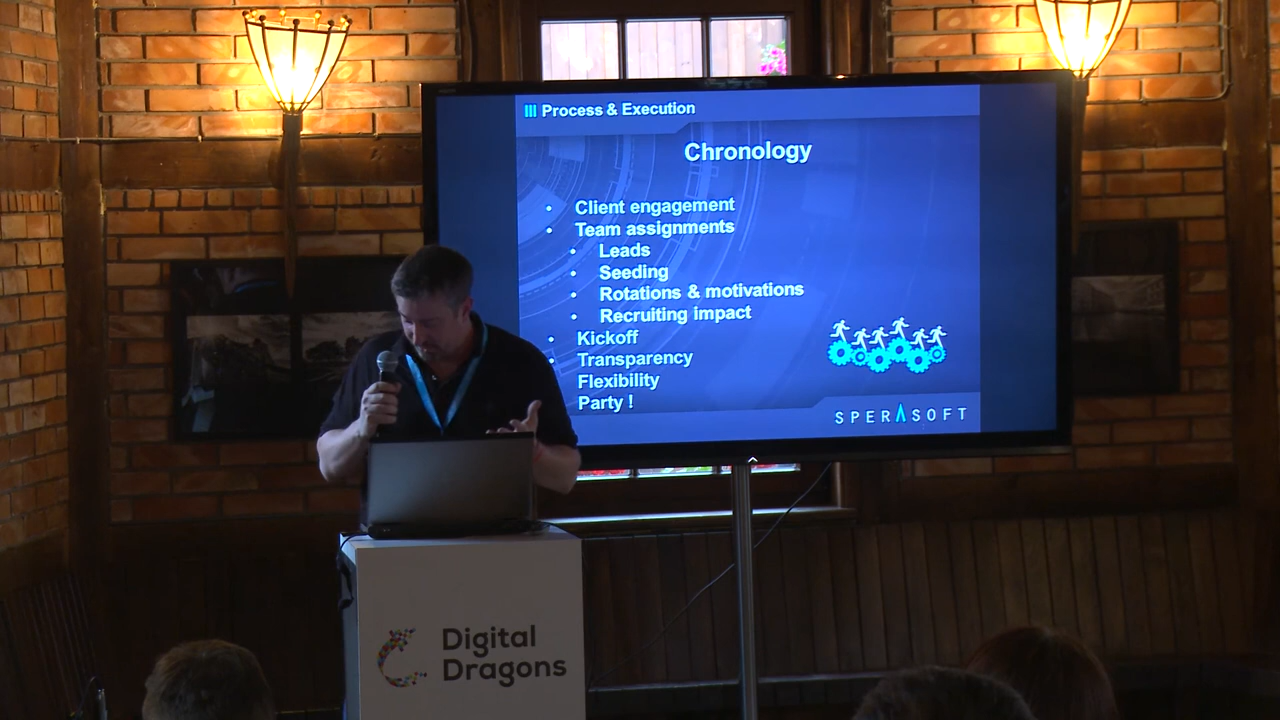 III Process & Execution
Chronology
• Client engagement
• Team assignments
• Leads
• Seeding
• Rotations & motivations
• Recruiting impact
• Kickoff
• Transparency
Flexibility
Party !
SPERASOFT
Digital
Dragons